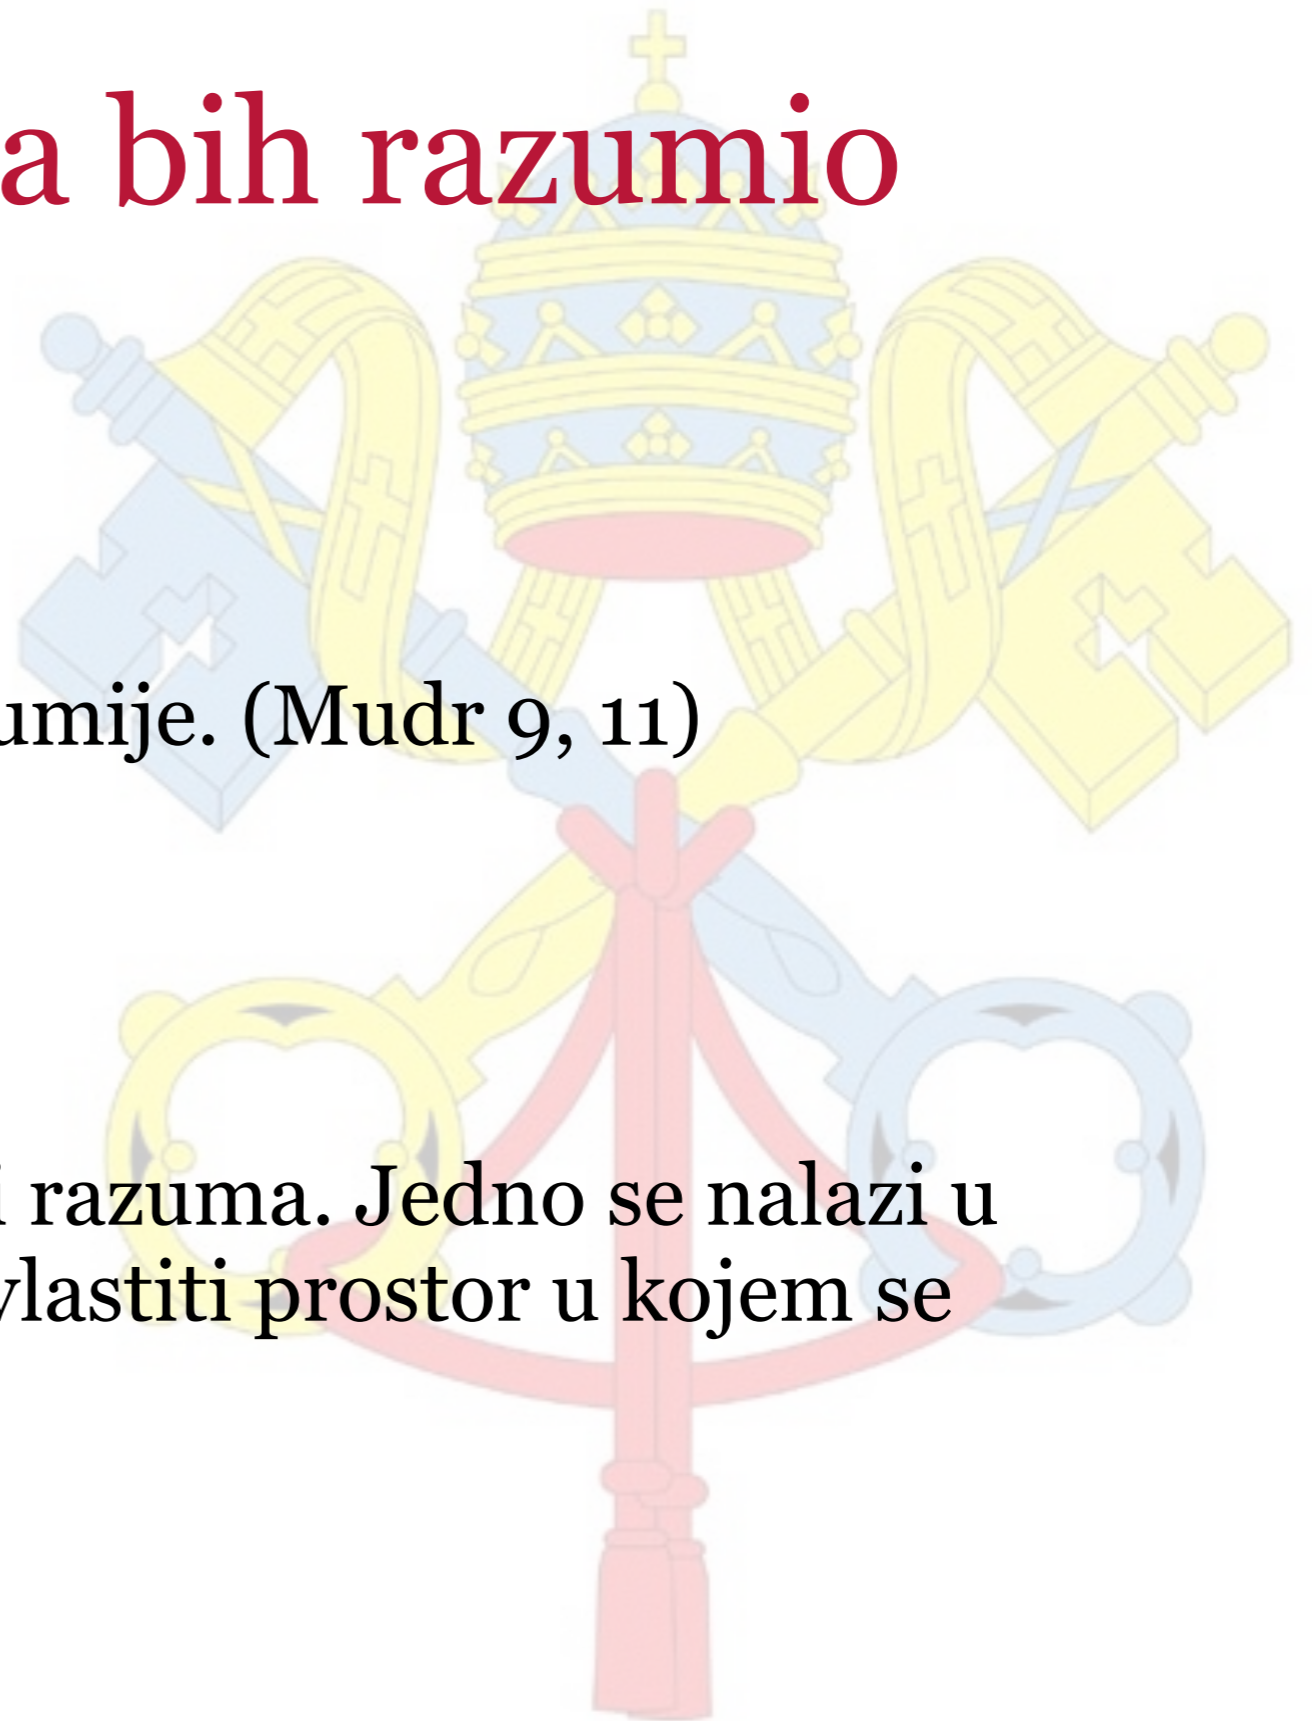 a bih razumio
umije. (Mudr 9, 11)
i razuma. Jedno se nalazi u
vlastiti prostor u kojem se